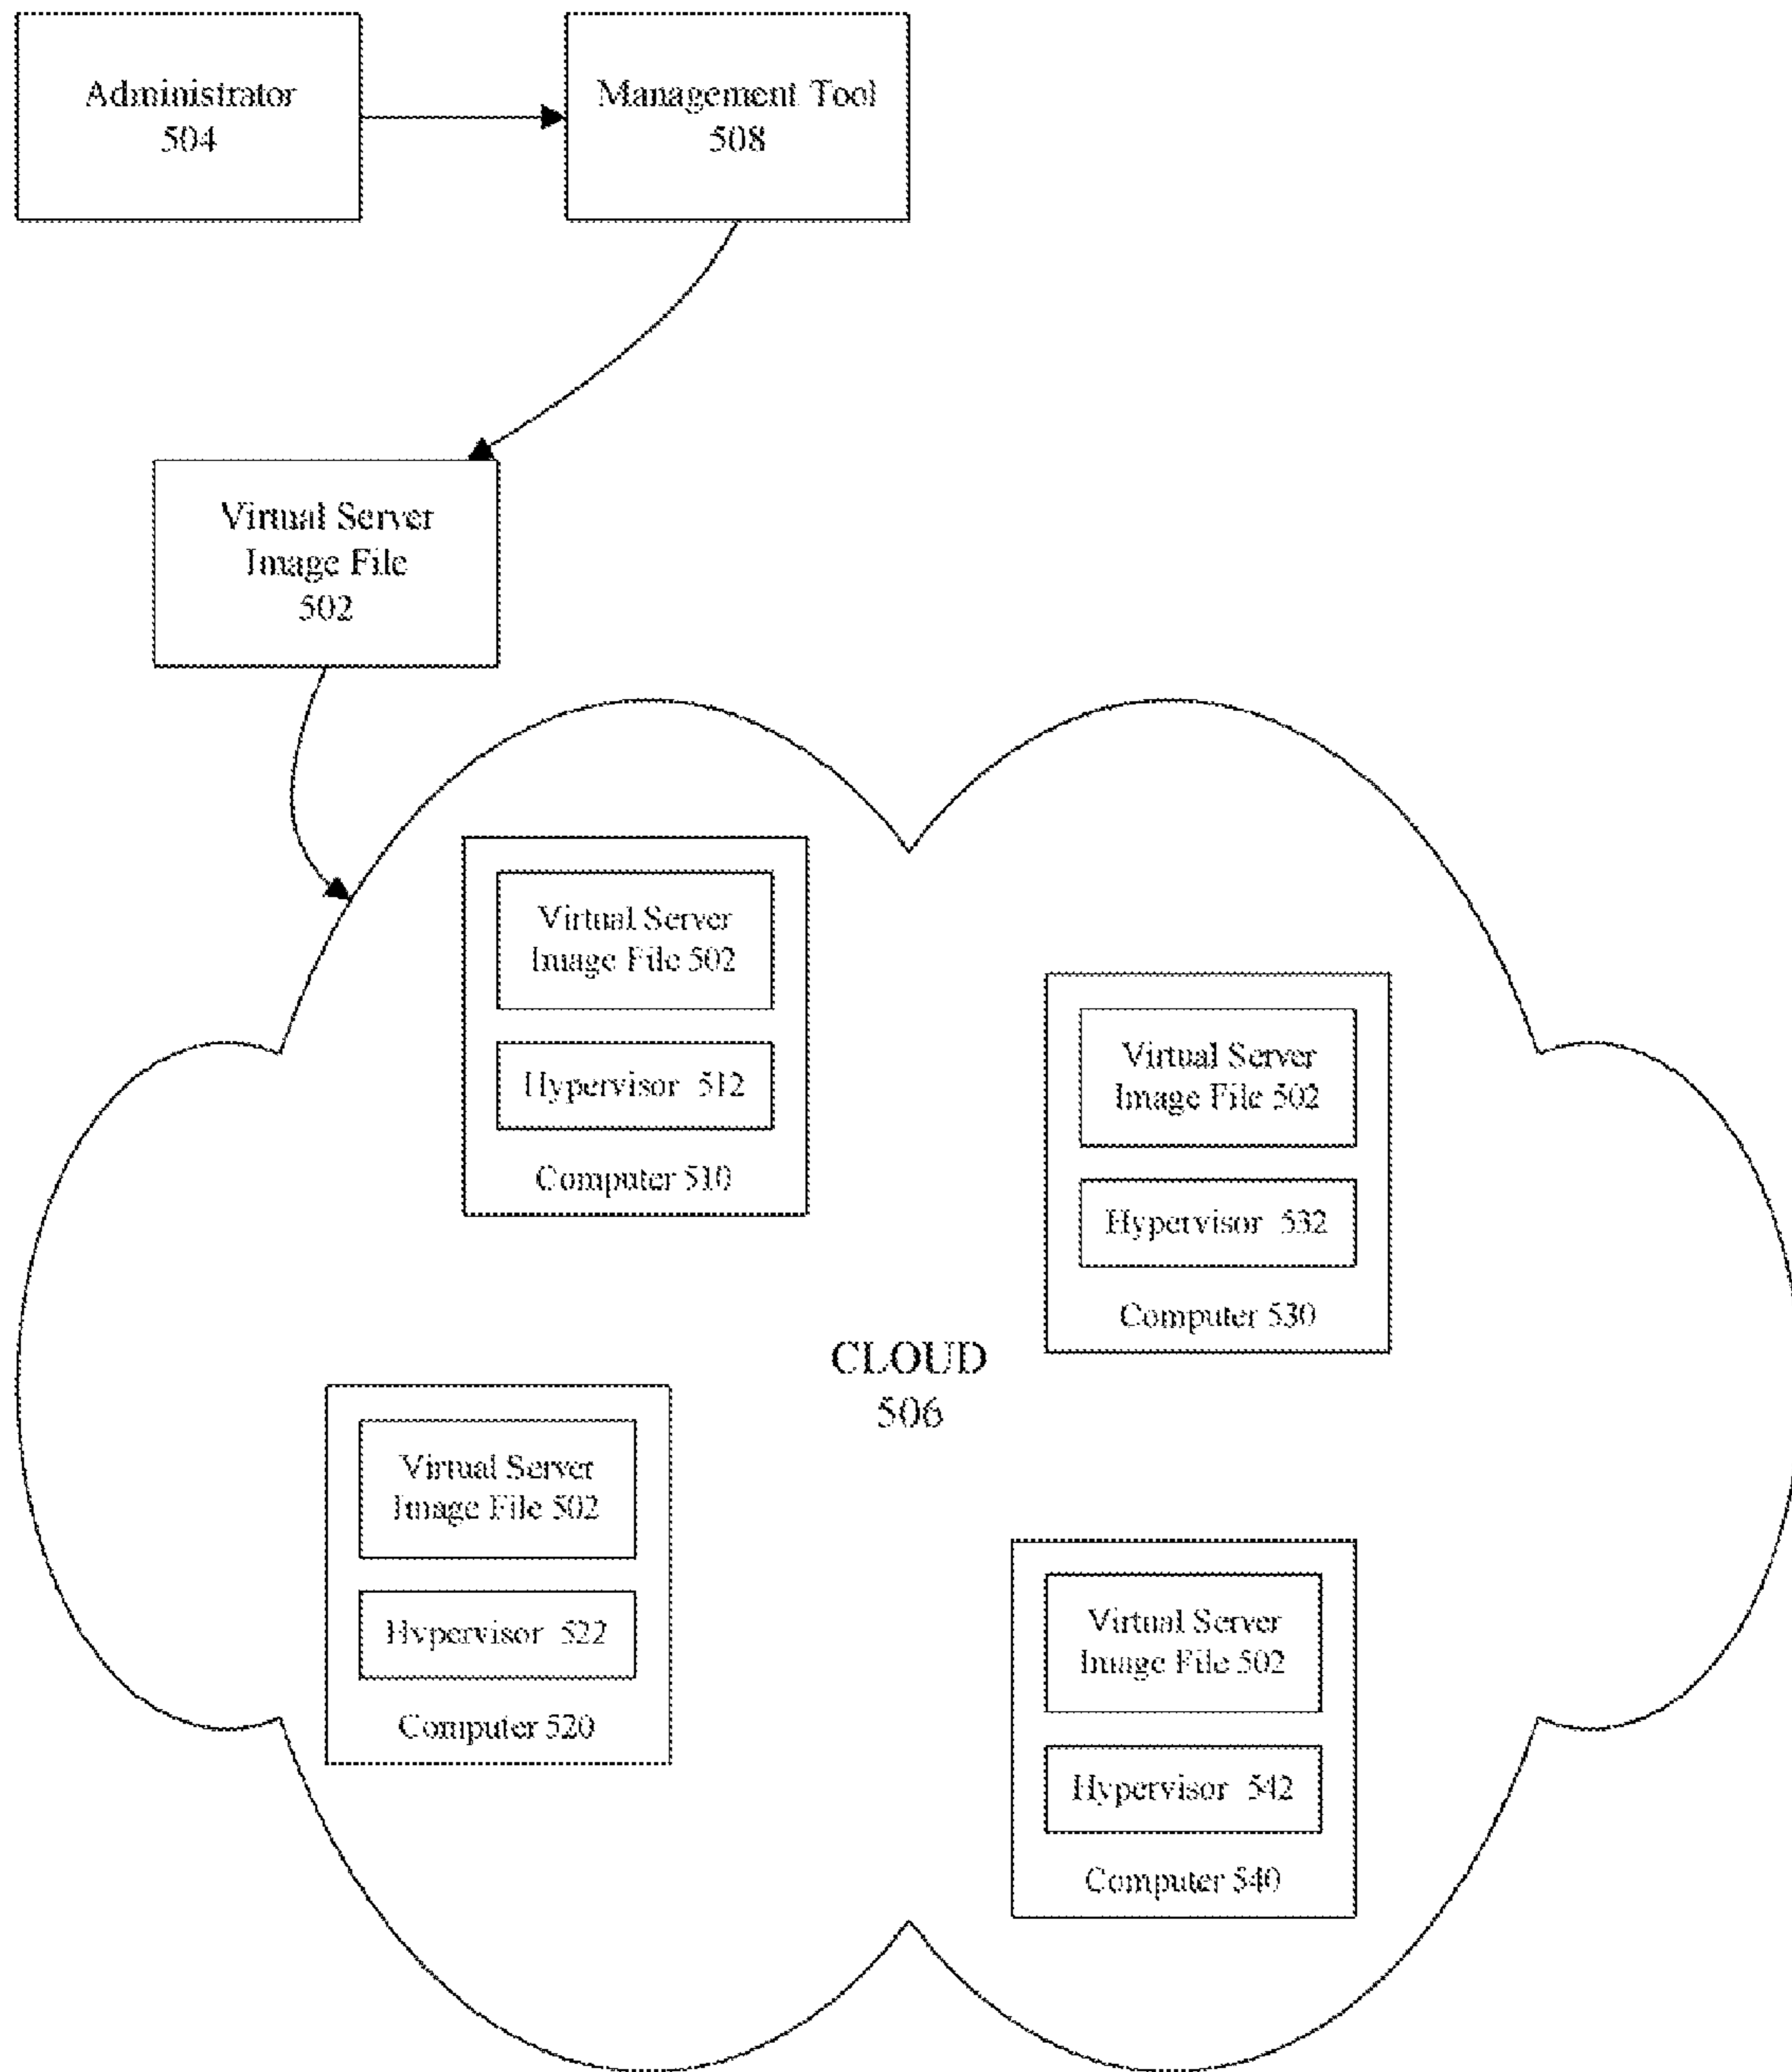 Administrator
504
Management Tool
508
Virtual Server
Image File
502
Virtual Server
Image File 502
Hypervisor 512
Computer 510
Virtual Server
Image File 502
Hypervisor 532
Computer 530
CLOUD
506
Virtual Server
Image File 502
Hypervisor 522
Computer 520
Virtual Server
Image File 502
Hypervisor 542
Computer 540